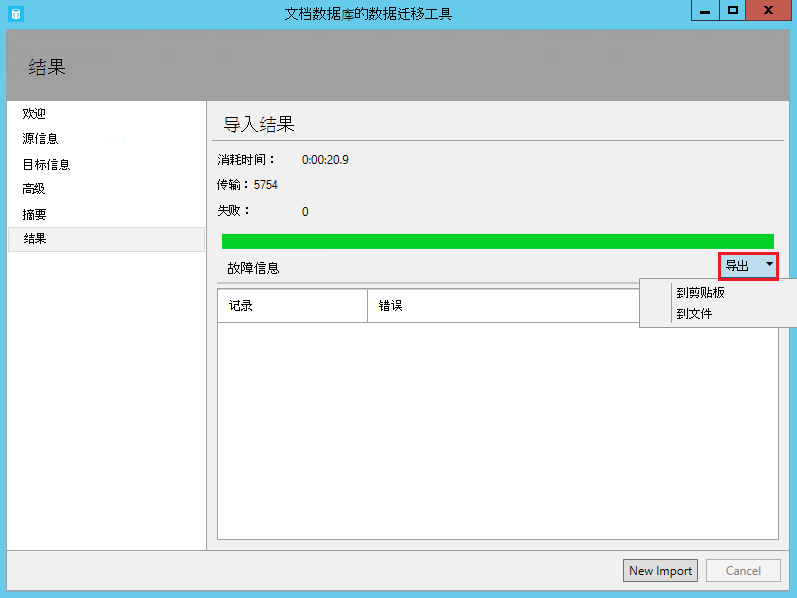 文档数据库的数据迁移工具
结果
欢迎
源信息
目标信息
高级
摘要
结果
导入结果
消耗时间： 0:00:20.9
传输：5754
失败： 0
故障信息
导出
到剪贴板
到文件
记录 错误
New Import Cancel